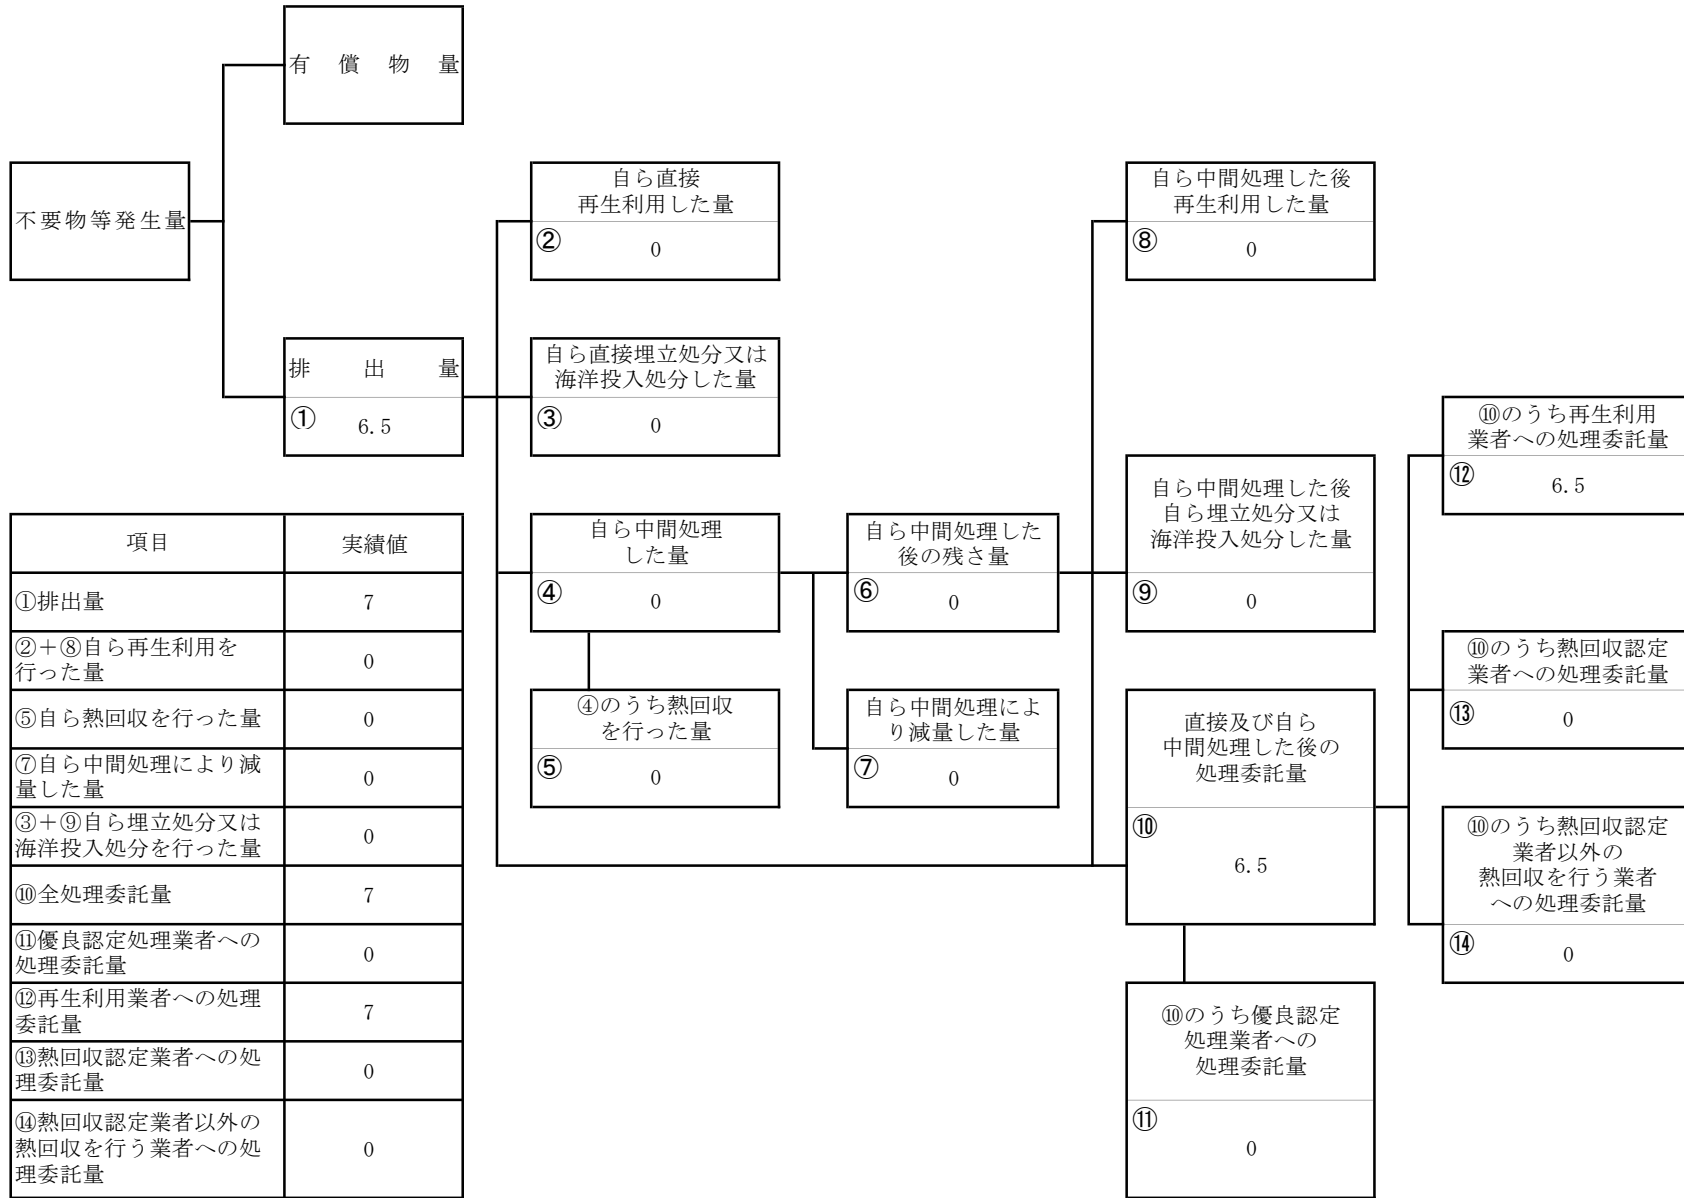 有償物量
不要物等発生量
自ら直接
再生利用した量
②
0
自ら中間処理した後
再生利用した量
⑧
0
排出量
①
6.5
自ら直接埋立処分又は
海洋投入処分した量
③
0
⑩のうち再生利用
業者への処理委託量
⑫
6.5
自ら中間処理
した量
④
0
自ら中間処理した
後の残さ量
⑥
0
自ら中間処理した後
自ら埋立処分又は
海洋投入処分した量
⑨
0
⑩のうち熱回収認定
業者への処理委託量
⑬
0
④のうち熱回収
を行った量
⑤
0
自ら中間処理によ
り減量した量
⑦
0
直接及び自ら
中間処理した後の
処理委託量
⑩
6.5
⑩のうち熱回収認定
業者以外の
熱回収を行う業者
への処理委託量
⑭
0
⑩のうち優良認定
処理業者への
処理委託量
⑪
0
項目 実績値
①排出量 7
②+⑧自ら再生利用を
行った量 0
⑤自ら熱回収を行った量 0
⑦自ら中間処理により減
量した量 0
③+⑨自ら埋立処分又は
海洋投入処分を行った量 0
⑩全処理委託量 7
⑪優良認定処理業者への
処理委託量 0
⑫再生利用業者への処理
委託量 7
⑬熱回収認定業者への処
理委託量 0
⑭熱回収認定業者以外の
熱回収を行う業者への処
理委託量 0